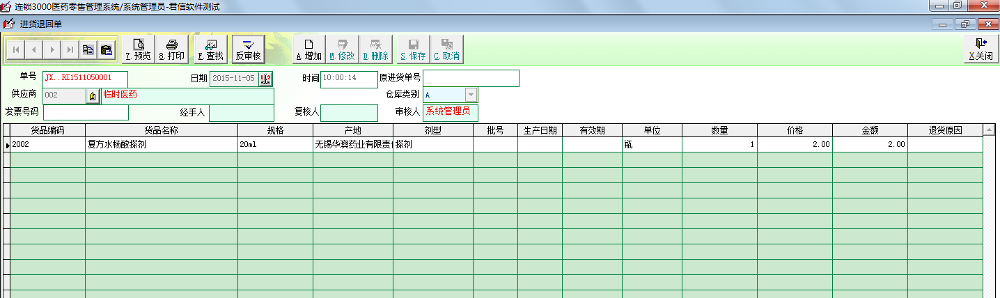 连锁3000医药零售管理系统/系统管理员-君信软件测试
进货退回单
7.预览 8.打印 F.查找 反审核 A.增加 M.修改 D.删除 S.保存 C.取消 X.关闭
单号 JX..RI1511050001 日期 2015-11-05 时间 10:00:14 原进货单号
供应商 002 临时医药 仓库类别 A
发票号码 经手人 复核人 审核人 系统管理员
货品编码 货品名称 规格 产地 剂型 批号 生产日期 有效期 单位 数量 价格 金额 退货原因
2002 复方水杨酸搽剂 20ml 无锡华澳药业有限责 搽剂 瓶 1 2.00 2.00